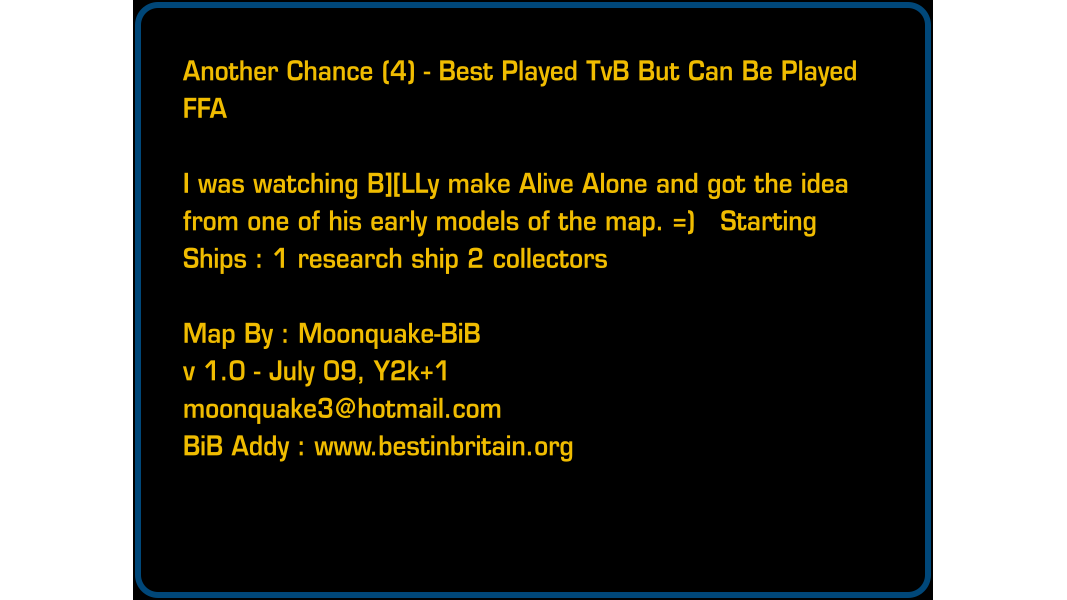 Another Chance (4) - Best Played TvB But Can Be Played
FFA
I was watching B][LLy make Alive Alone and got the idea
from one of his early models of the map. =)   Starting
Ships : 1 research ship 2 collectors
Map By : Moonquake-BiB
v 1.0 - July 09, Y2k+1
moonquake3@hotmail.com
BiB Addy : www.bestinbritain.org